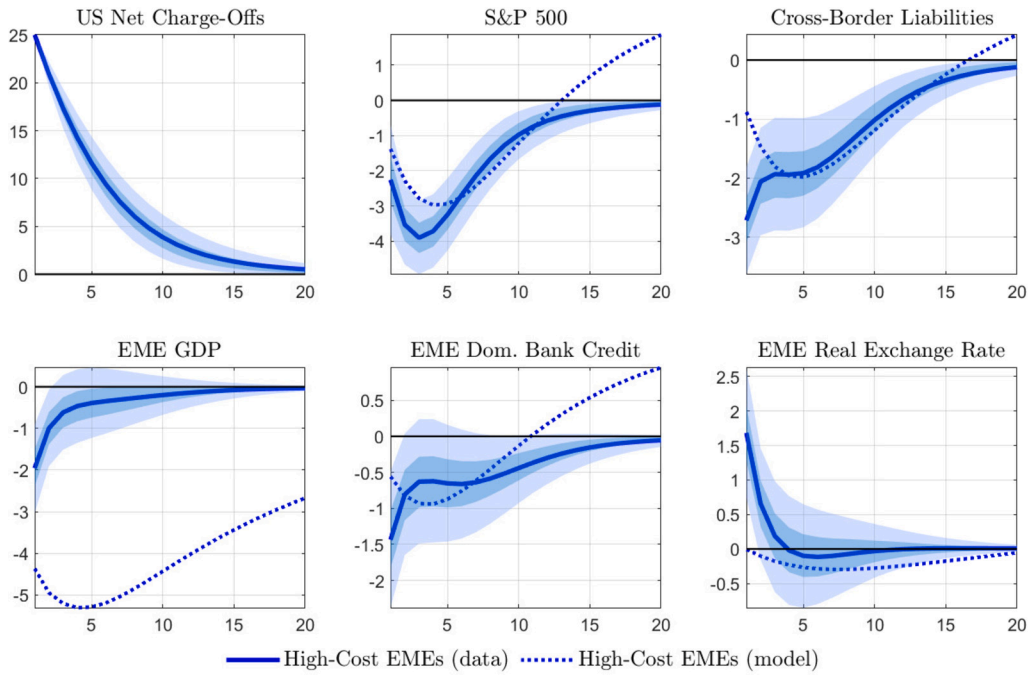 US Net Charge-Offs
25
20
15
10
5
0
5 10 15 20
S&P 500
1
0
-1
-2
-3
-4
5 10 15 20
Cross-Border Liabilities
0
-1
-2
-3
5 10 15 20
EME GDP
0
-1
-2
-3
-4
-5
5 10 15 20
EME Dom. Bank Credit
0.5
0
-0.5
-1
-1.5
-2
5 10 15 20
EME Real Exchange Rate
2.5
2
1.5
1
0.5
0
-0.5
5 10 15 20
High-Cost EMEs (data) High-Cost EMEs (model)